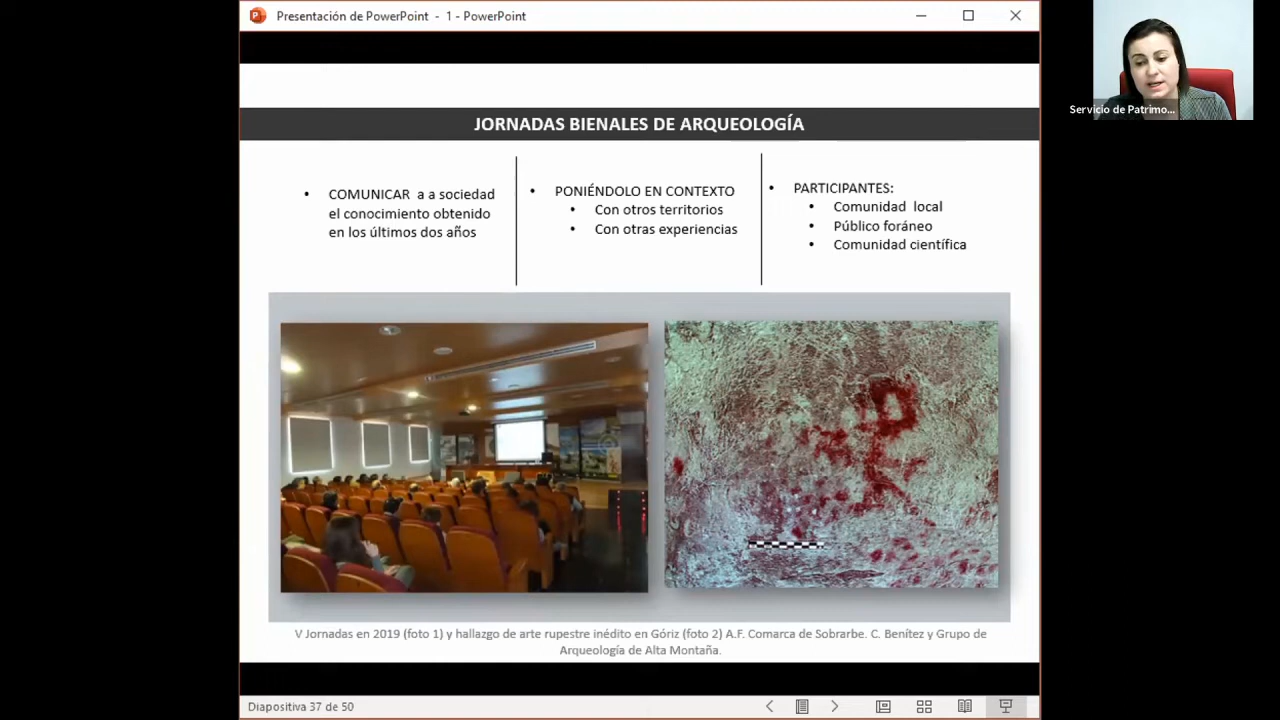 Presentación de PowerPoint - 1 - PowerPoint
Servicio de Patrimo...
JORNADAS BIENALES DE ARQUEOLOGÍA
• COMUNICAR a a sociedad
el conocimiento obtenido
en los últimos dos años
• PONIÉNDOLO EN CONTEXTO
• Con otros territorios
• Con otras experiencias
• PARTICIPANTES:
• Comunidad local
• Público foráneo
• Comunidad científica
V Jornadas en 2019 (foto 1) y hallazgo de arte rupestre inédito en Góriz (foto 2) A.F. Comarca de Sobrarbe. C. Benítez y Grupo de
Arqueología de Alta Montaña.
Diapositiva 37 de 50